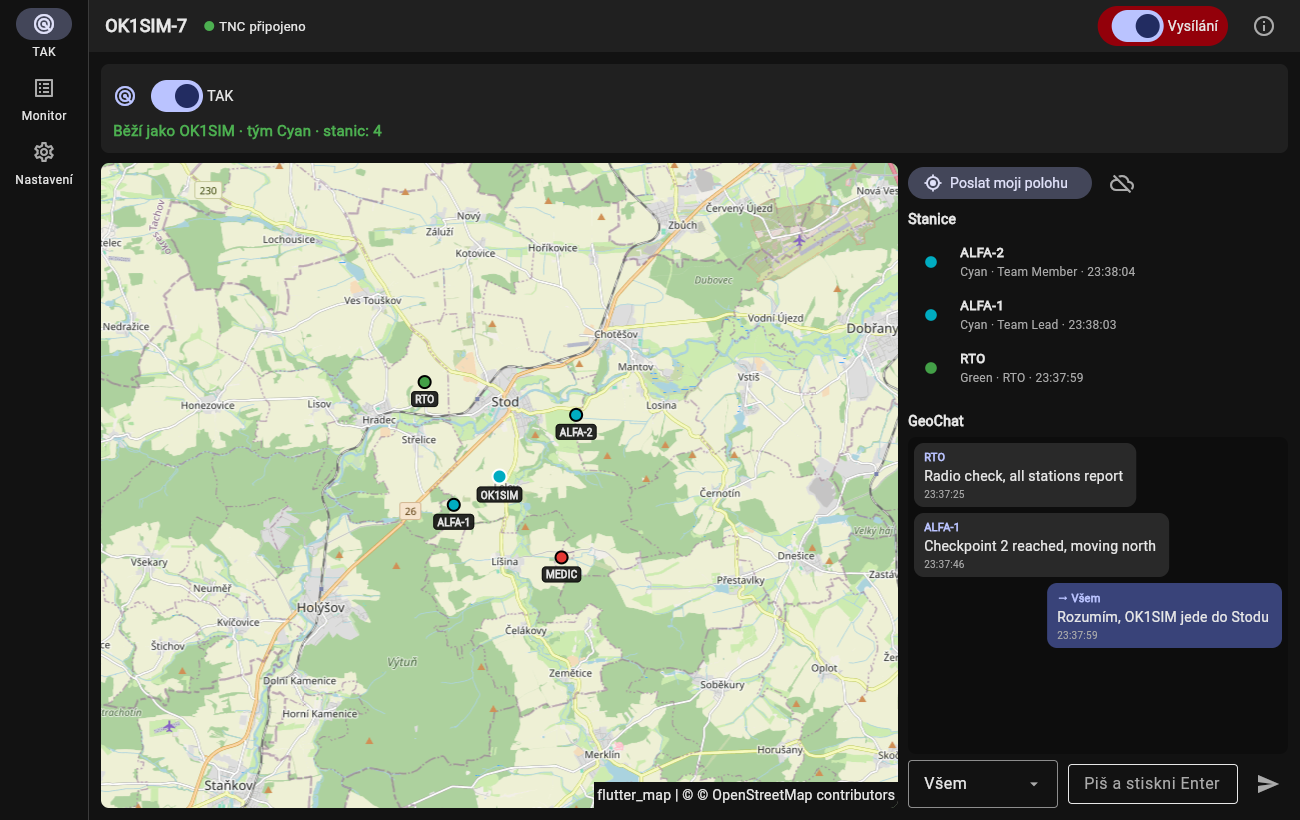 OK1SIM-7
TNC připojeno
Vysílání
TAK
Monitor
Nastavení
TAK
Běží jako OK1SIM · tým Cyan · stanic: 4
230
Nový
Záluží
Lochousice
Kotovice
Hoříkovice
Zbůch
Červený Újezd
Nová Ves
Dubovec
Ves Touškov
Nedražice
Chotěšov
Vodní Újezd
Dobřany
Mantov
Vstiš
Losina
Honezovice
Lisov
Hradec
Stod
Střelice
RTO
ALFA-2
OK1SIM
ALFA-1
MEDIC
26
Černotín
Velký háj
Dnešice
Lišina
Přestavlky
Všekary
Neuměř
Holýšov
Kvíčovice
Štichov
Čelákovy
Výtuň
Zemětice
Oplot
Soběkury
Dolní Kamenice
Horní Kamenice
Merklín
Horušany
Staňkov
flutter_map | © © OpenStreetMap contributors
Poslat moji polohu
Stanice
ALFA-2
Cyan · Team Member · 23:38:04
ALFA-1
Cyan · Team Lead · 23:38:03
RTO
Green · RTO · 23:37:59
GeoChat
RTO
Radio check, all stations report
23:37:25
ALFA-1
Checkpoint 2 reached, moving north
23:37:46
→ Všem
Rozumím, OK1SIM jede do Stodu
23:37:59
Všem
Piš a stiskni Enter